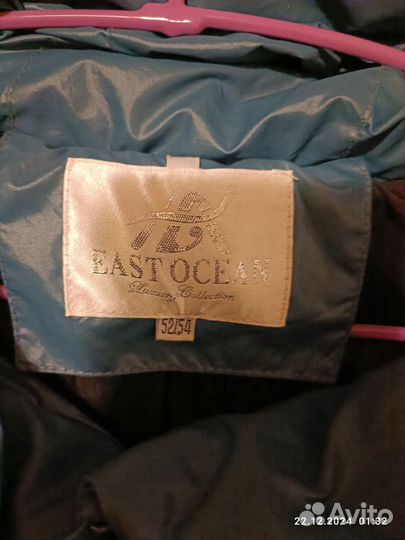 EAST OCEAN
Luxury Collection
52/54
22.12.2024 01:32
Avito